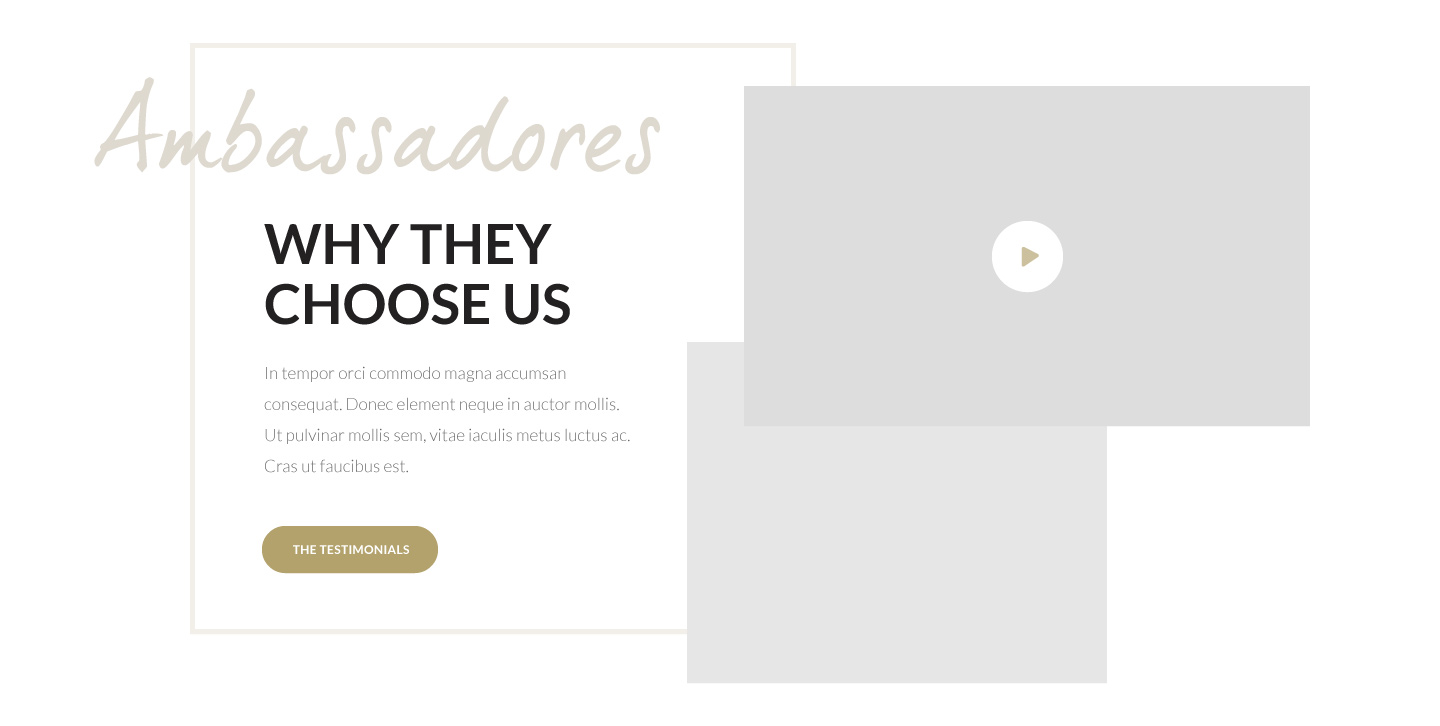 Ambassadores
WHY THEY
CHOOSE US
In tempor orci commodo magna accumsan
consequat. Donec element neque in auctor mollis.
Ut pulvinar mollis sem, vitae iaculis metus luctus ac.
Cras ut faucibus est.
THE TESTIMONIALS